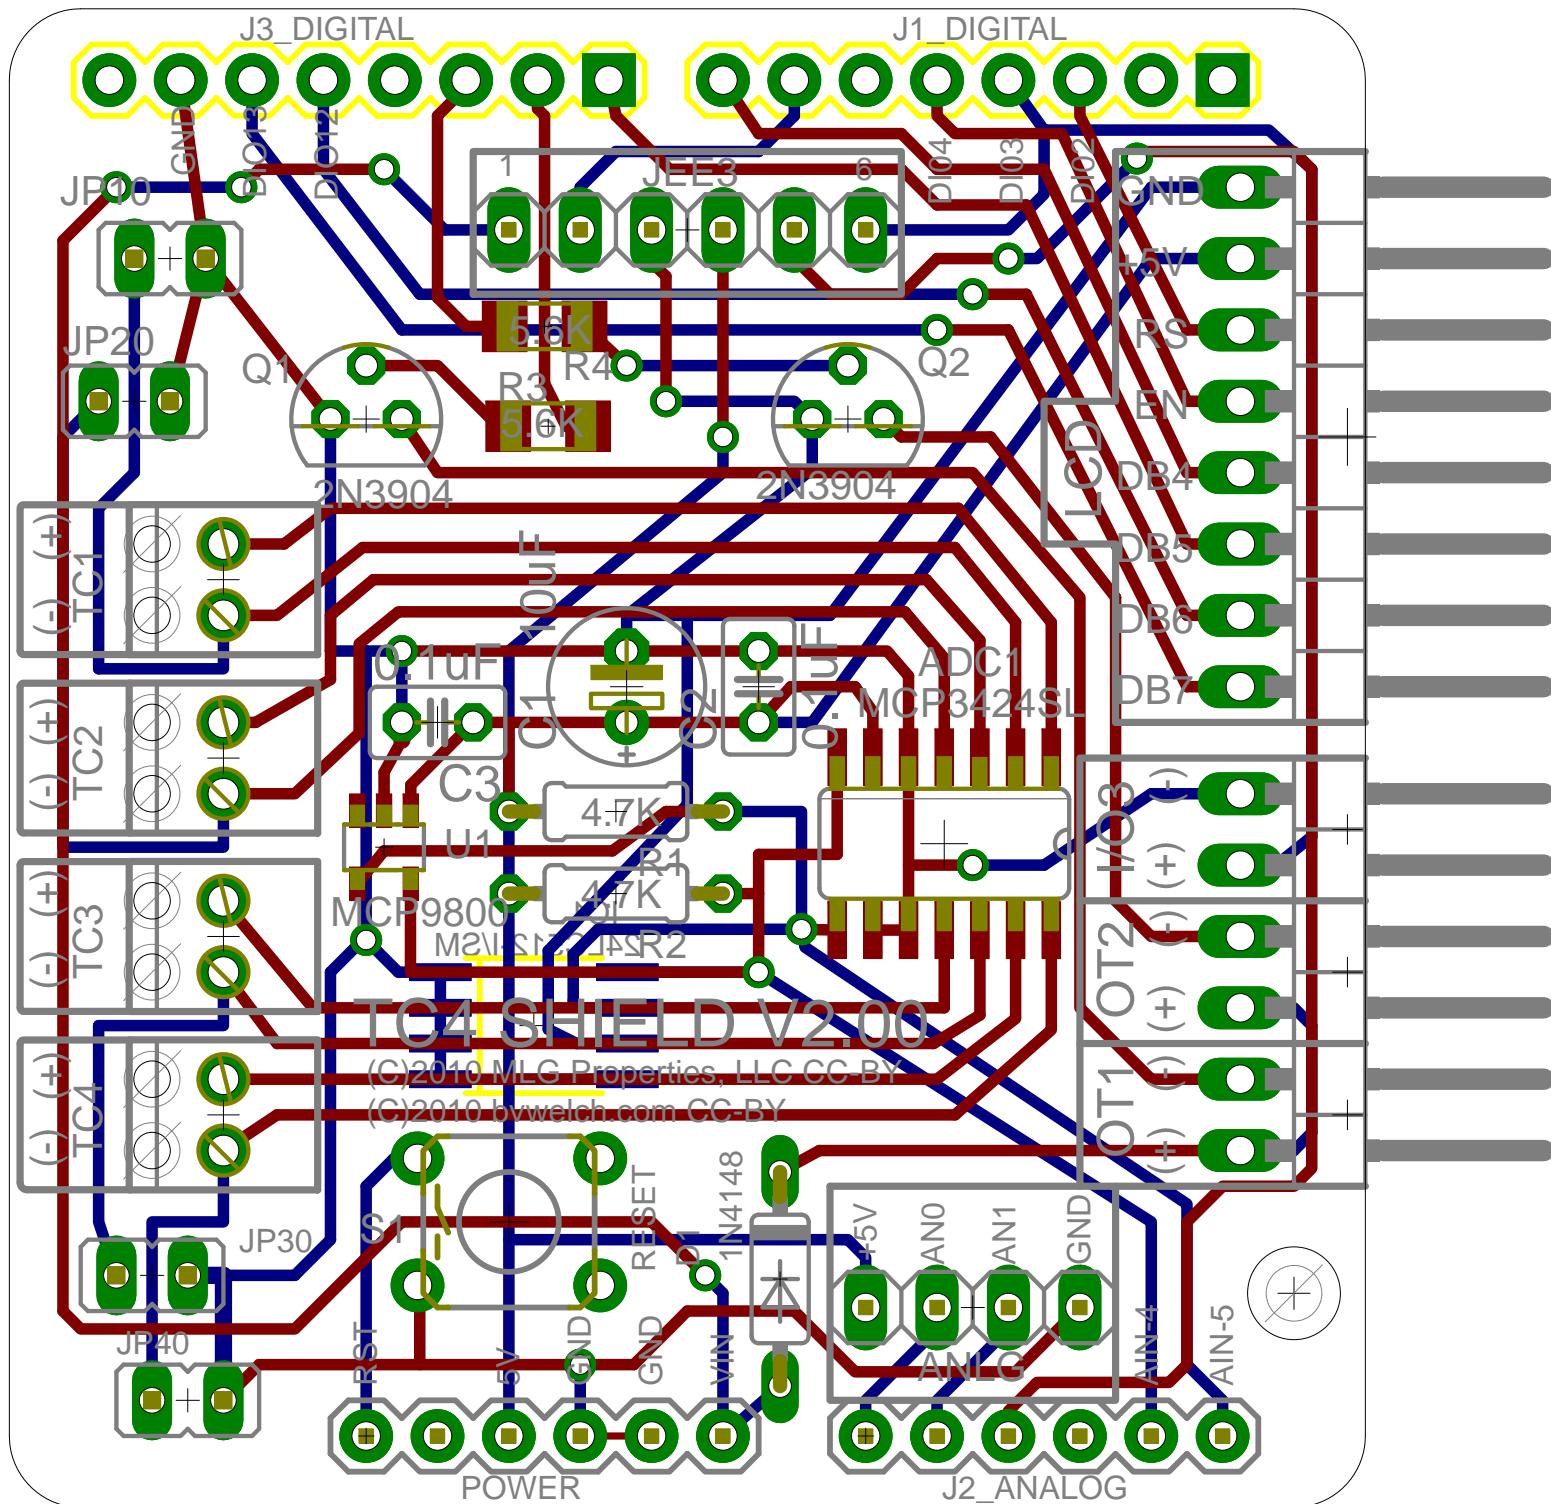 J3_DIGITAL
J1_DIGITAL
GND
DIO13
DIO12
DI04
DI03
DI02
JP10
1
JEE3
6
GND
+5V
RS
EN
DB4
DB5
DB6
DB7
LCD
JP20
Q1
5.6K
R4
R3
5.6K
Q2
2N3904
2N3904
(+)
(-)
TC1
10uF
0.1uF
C1
C2
0.1uF
ADC1
MCP3424SL
(+)
(-)
TC2
C3
4.7K
U1
R1
4.7K
MCP9800
R2
I/O3
(-)
(+)
OT2
(-)
(+)
OT1
(-)
(+)
(+)
(-)
TC3
TC4 SHIELD V2.00
(C)2010 MLG Properties, LLC CC-BY
(C)2010 bvwelch.com CC-BY
(+)
(-)
TC4
S1
RESET
D1
1N4148
+5V
AN0
AN1
GND
ANLG
JP30
JP40
RST
5V
GND
GND
VIN
AIN-4
AIN-5
POWER
J2_ANALOG